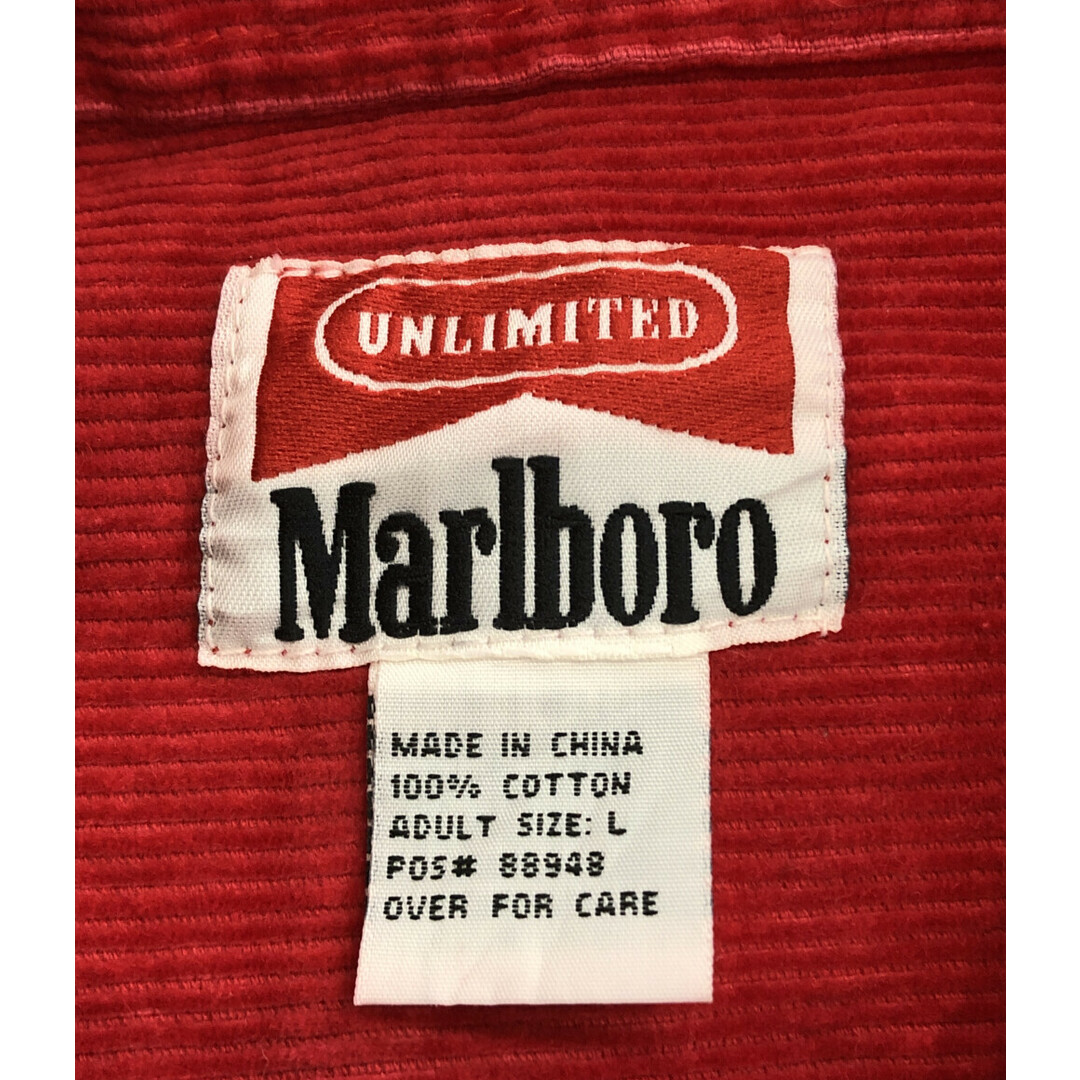 UNLIMITED
Marlboro
MADE IN CHINA
100% COTTON
ADULT SIZE: L
POS# 88948
OVER FOR CARE